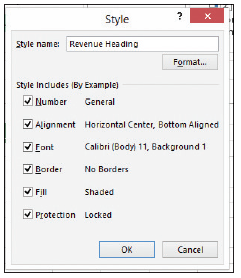 Style ? ×
Style name: Revenue Heading
Format...
Style Includes (By Example)
Number General
Alignment Horizontal Center, Bottom Aligned
Font Calibri (Body) 11, Background 1
Border No Borders
Fill Shaded
Protection Locked
OK Cancel